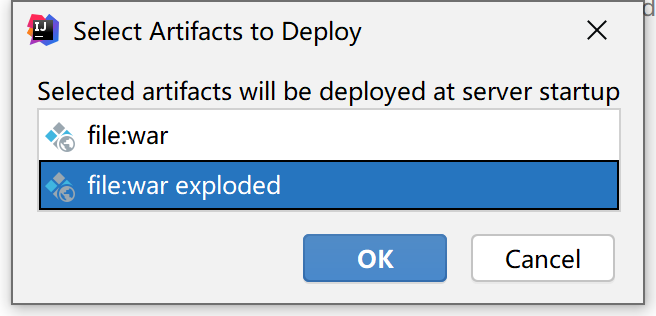 Select Artifacts to Deploy
Selected artifacts will be deployed at server startup
file:war
file:war exploded
OK
Cancel